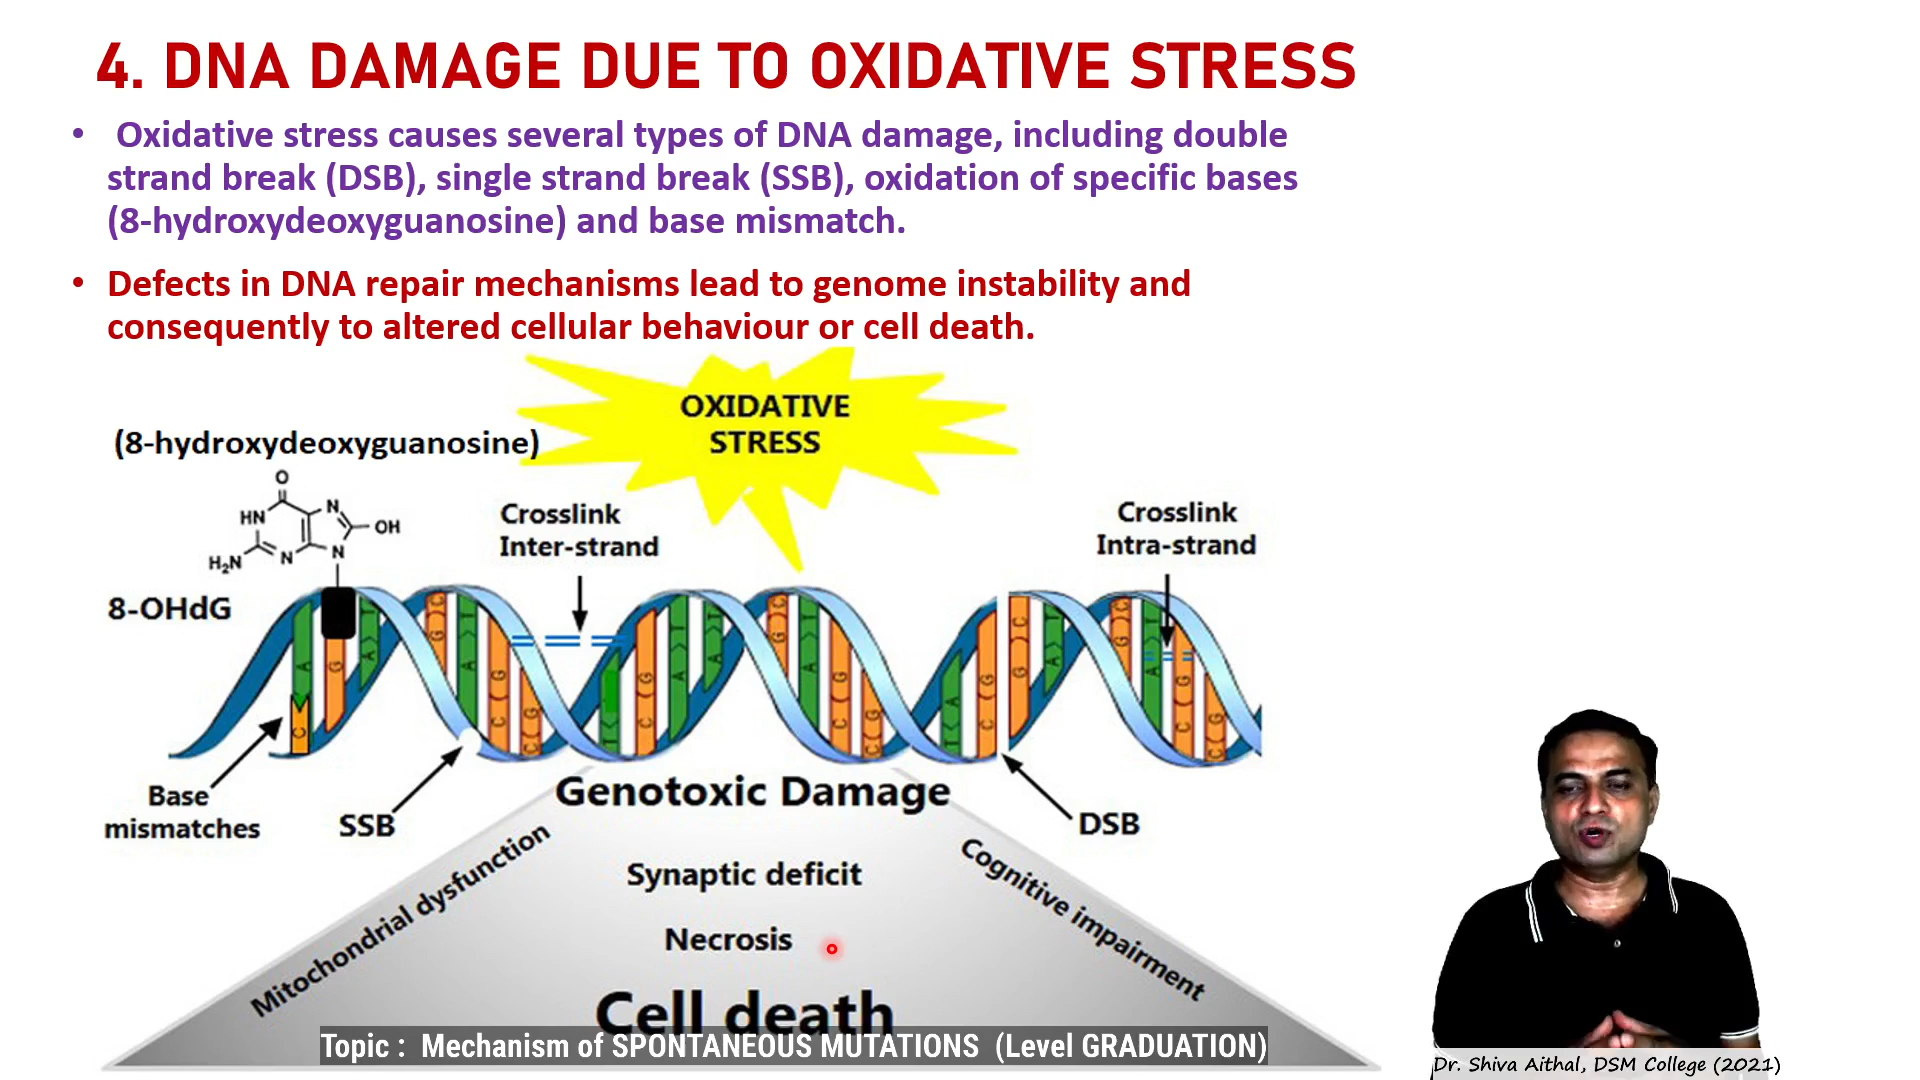 4. DNA DAMAGE DUE TO OXIDATIVE STRESS
• Oxidative stress causes several types of DNA damage, including double
strand break (DSB), single strand break (SSB), oxidation of specific bases
(8-hydroxydeoxyguanosine) and base mismatch.
• Defects in DNA repair mechanisms lead to genome instability and
consequently to altered cellular behaviour or cell death.
OXIDATIVE
STRESS
(8-hydroxydeoxyguanosine)
O
HN
N
OH
H₂N
N
N
8-OHdG
Crosslink
Inter-strand
Crosslink
Intra-strand
Base
mismatches
SSB
DSB
Genotoxic Damage
Mitochondrial dysfunction
Synaptic deficit
Cognitive impairment
Necrosis
Cell death
Topic : Mechanism of SPONTANEOUS MUTATIONS (Level GRADUATION)
Dr. Shiva Aithal, DSM College (2021)